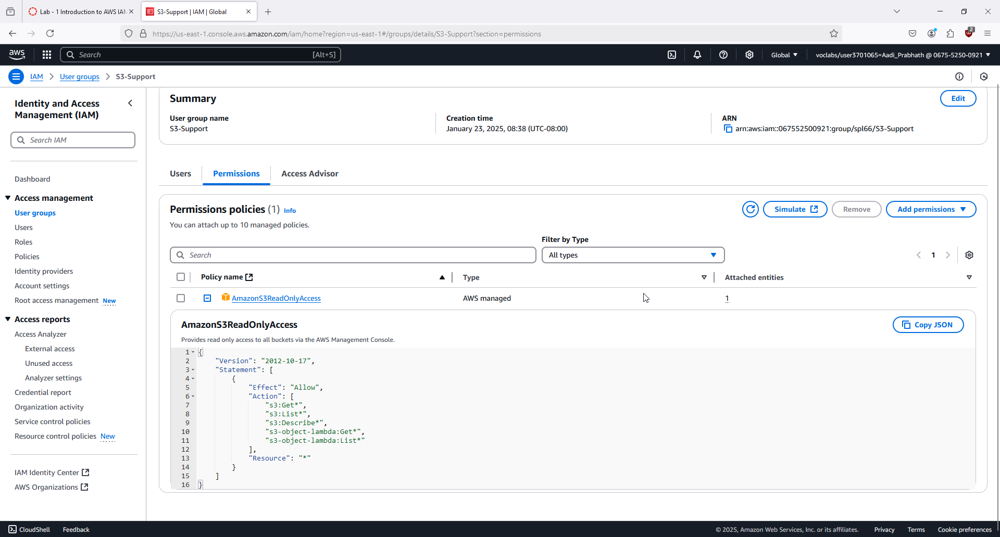 Lab - 1 Introduction to AWS IAM
S3-Support | IAM | Global
https://us-east-1.console.aws.amazon.com/iam/home?region=us-east-1#/groups/details/S3-Support?section=permissions
2
aws
Search
[Alt+S]
Global
voclabs/user3701065=Aadi_Prabhath @ 0675-5250-0921
IAM
User groups
S3-Support
Identity and Access
Management (IAM)
Search IAM
Dashboard
Access management
User groups
Users
Roles
Policies
Identity providers
Account settings
Root access management New
Access reports
Access Analyzer
External access
Unused access
Analyzer settings
Credential report
Organization activity
Service control policies
Resource control policies New
IAM Identity Center
AWS Organizations
Summary
Edit
User group name
S3-Support
Creation time
January 23, 2025, 08:38 (UTC-08:00)
ARN
arn:aws:iam::067552500921:group/spl66/S3-Support
Users
Permissions
Access Advisor
Permissions policies (1) Info
You can attach up to 10 managed policies.
Simulate
Remove
Add permissions
Filter by Type
Search
All types
1
Policy name
Type
Attached entities
AmazonS3ReadOnlyAccess
AWS managed
1
AmazonS3ReadOnlyAccess
Copy JSON
Provides read only access to all buckets via the AWS Management Console.
1 {
2     "Version": "2012-10-17",
3     "Statement": [
4         {
5             "Effect": "Allow",
6             "Action": [
7                 "s3:Get*",
8                 "s3:List*",
9                 "s3:Describe*",
10                 "s3-object-lambda:Get*",
11                 "s3-object-lambda:List*"
12             ],
13             "Resource": "*"
14         }
15     ]
16 }
CloudShell
Feedback
© 2025, Amazon Web Services, Inc. or its affiliates.
Privacy
Terms
Cookie preferences